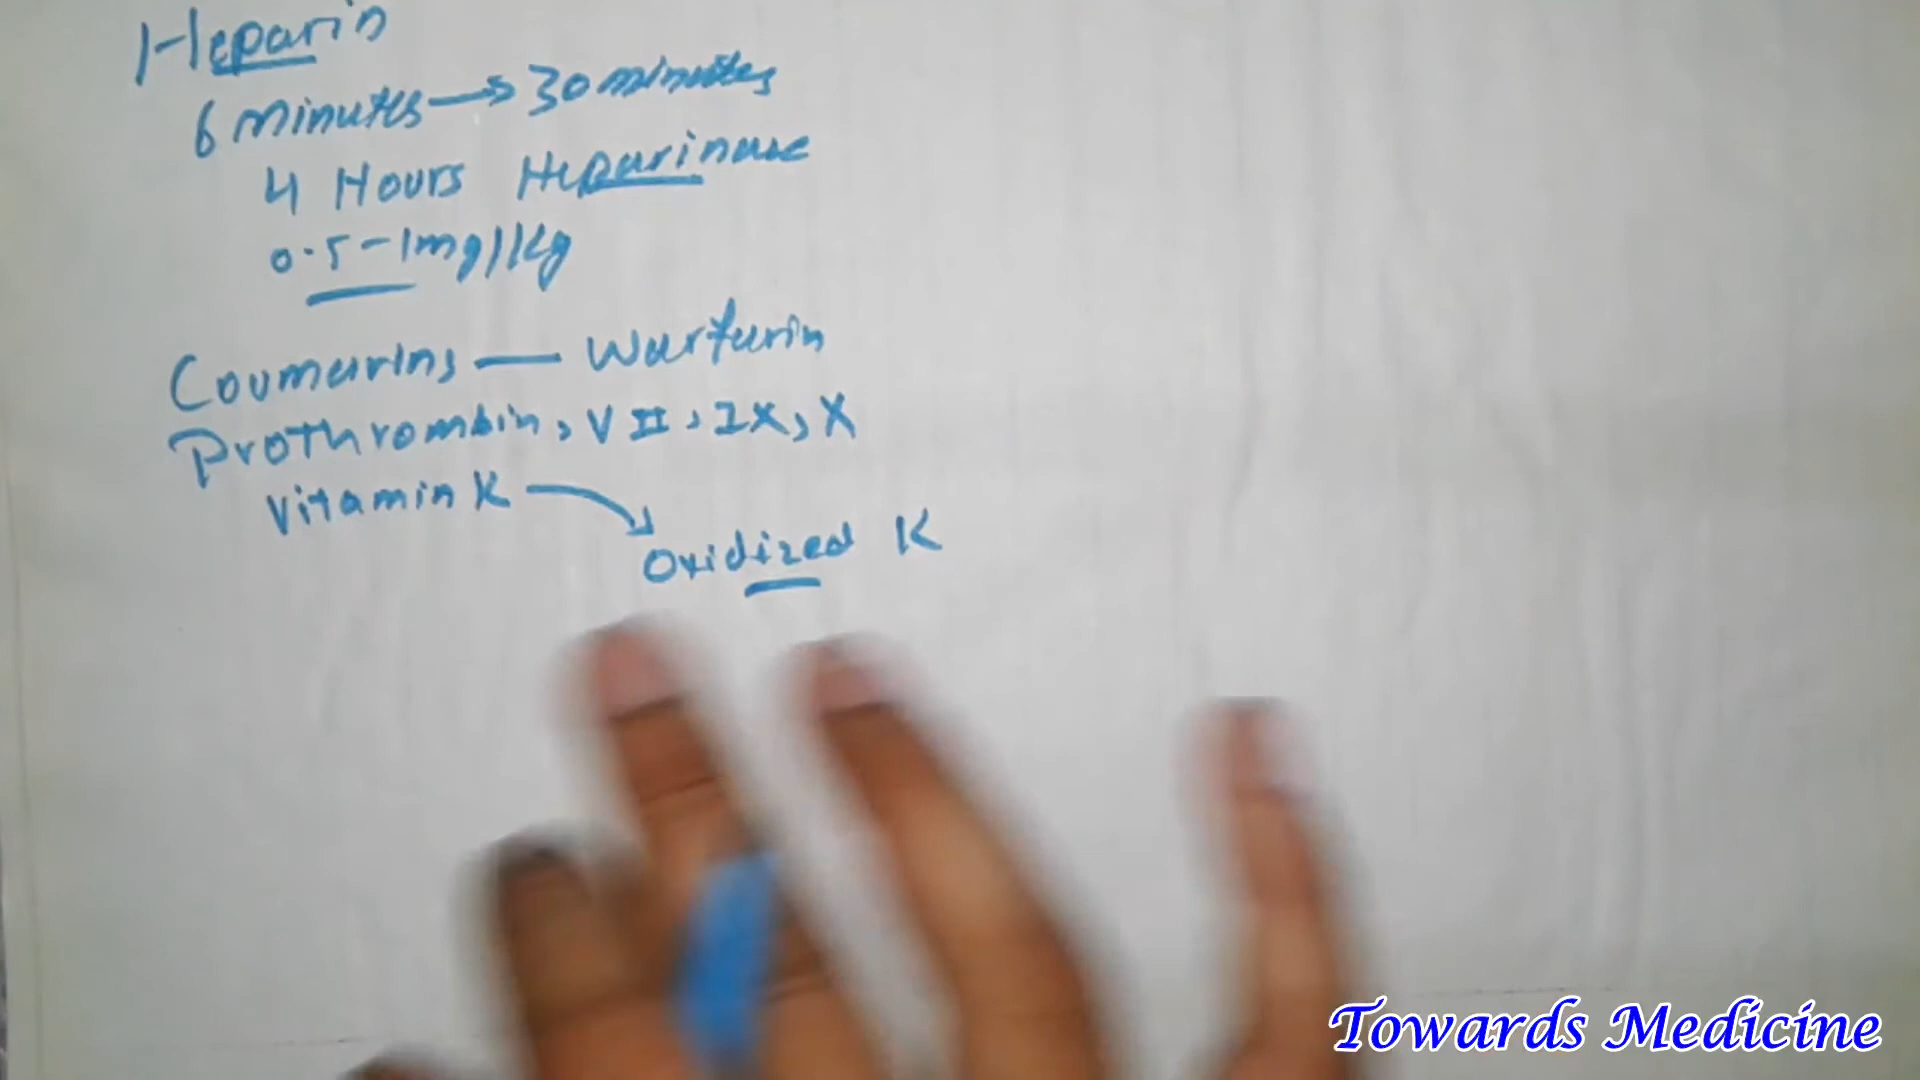 Heparin
6 minutes → 30 minutes
4 Hours Heparinase
0.5-1mg/Kg
Coumarins — Warfarin
Prothrombin, VII, IX, X
Vitamin K →
Oxidized K
Towards Medicine